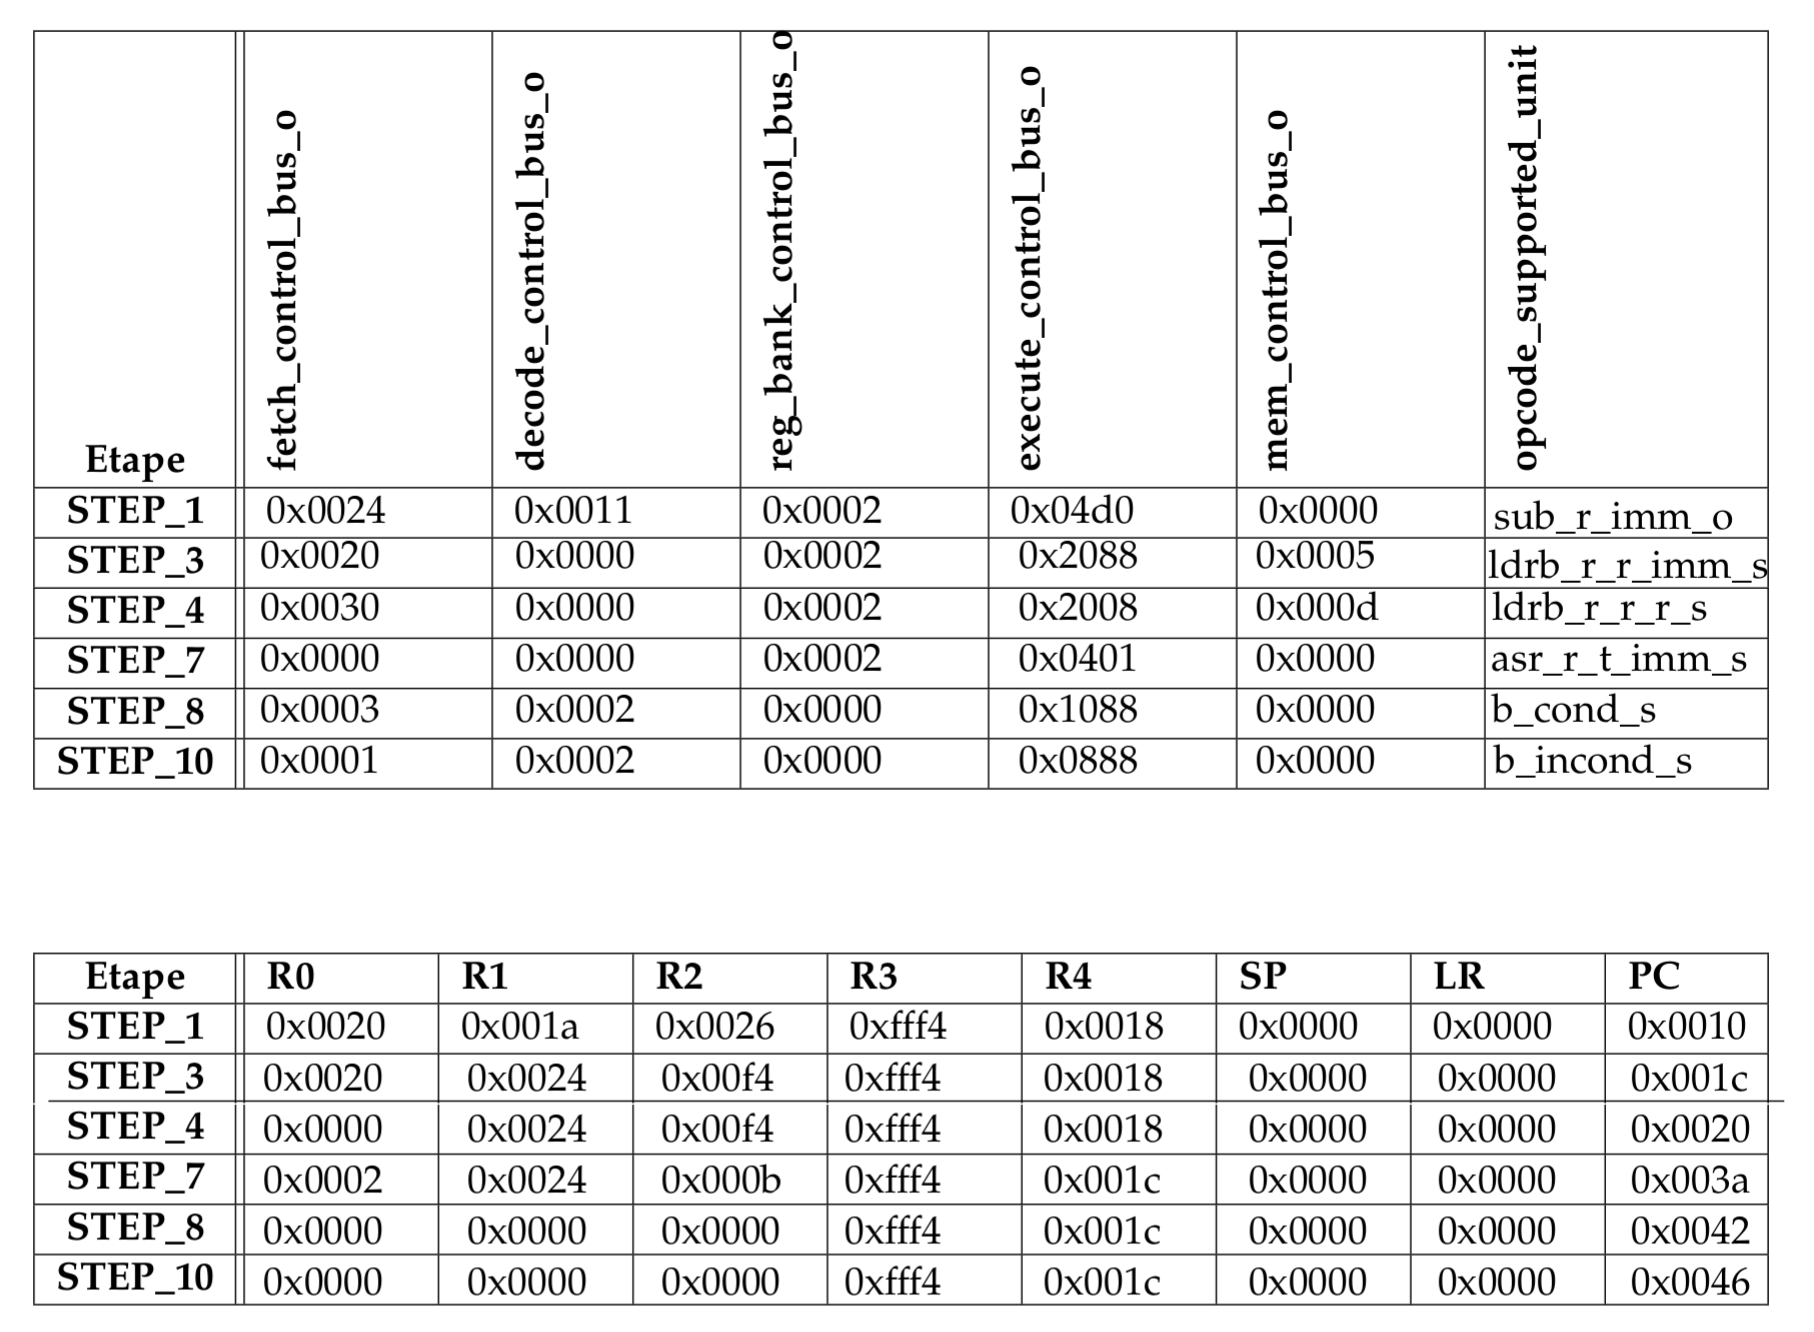 Etape fetch_control_bus_o decode_control_bus_o reg_bank_control_bus_o execute_control_bus_o mem_control_bus_o opcode_supported_unit
STEP_1 0x0024 0x0011 0x0002 0x04d0 0x0000 sub_r_imm_o
STEP_3 0x0020 0x0000 0x0002 0x2088 0x0005 ldrb_r_r_imm_s
STEP_4 0x0030 0x0000 0x0002 0x2008 0x000d ldrb_r_r_r_s
STEP_7 0x0000 0x0000 0x0002 0x0401 0x0000 asr_r_t_imm_s
STEP_8 0x0003 0x0002 0x0000 0x1088 0x0000 b_cond_s
STEP_10 0x0001 0x0002 0x0000 0x0888 0x0000 b_incond_s
Etape R0 R1 R2 R3 R4 SP LR PC
STEP_1 0x0020 0x001a 0x0026 0xfff4 0x0018 0x0000 0x0000 0x0010
STEP_3 0x0020 0x0024 0x00f4 0xfff4 0x0018 0x0000 0x0000 0x001c
STEP_4 0x0000 0x0024 0x00f4 0xfff4 0x0018 0x0000 0x0000 0x0020
STEP_7 0x0002 0x0024 0x000b 0xfff4 0x001c 0x0000 0x0000 0x003a
STEP_8 0x0000 0x0000 0x0000 0xfff4 0x001c 0x0000 0x0000 0x0042
STEP_10 0x0000 0x0000 0x0000 0xfff4 0x001c 0x0000 0x0000 0x0046